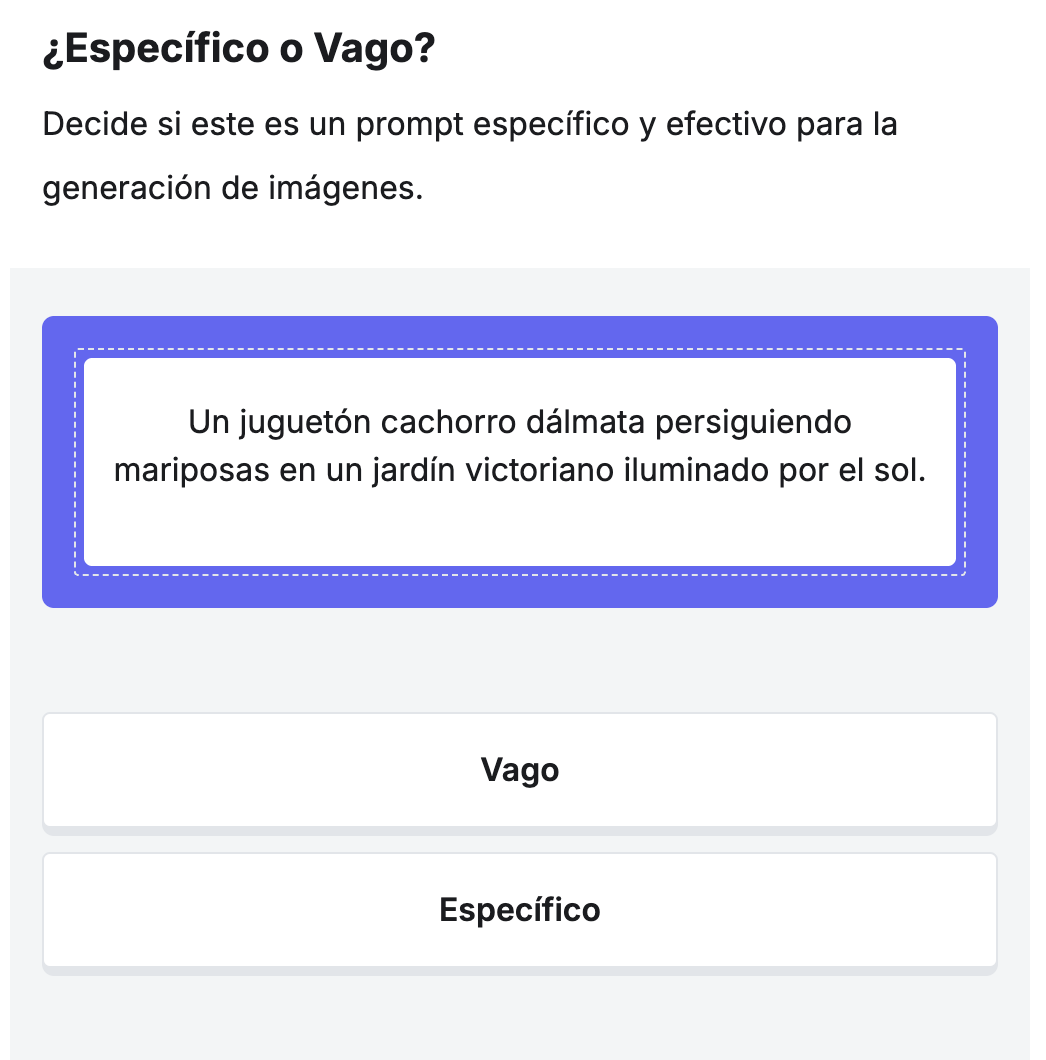 ¿Específico o Vago?
Decide si este es un prompt específico y efectivo para la
generación de imágenes.
Un juguetón cachorro dálmata persiguiendo
mariposas en un jardín victoriano iluminado por el sol.
Vago
Específico